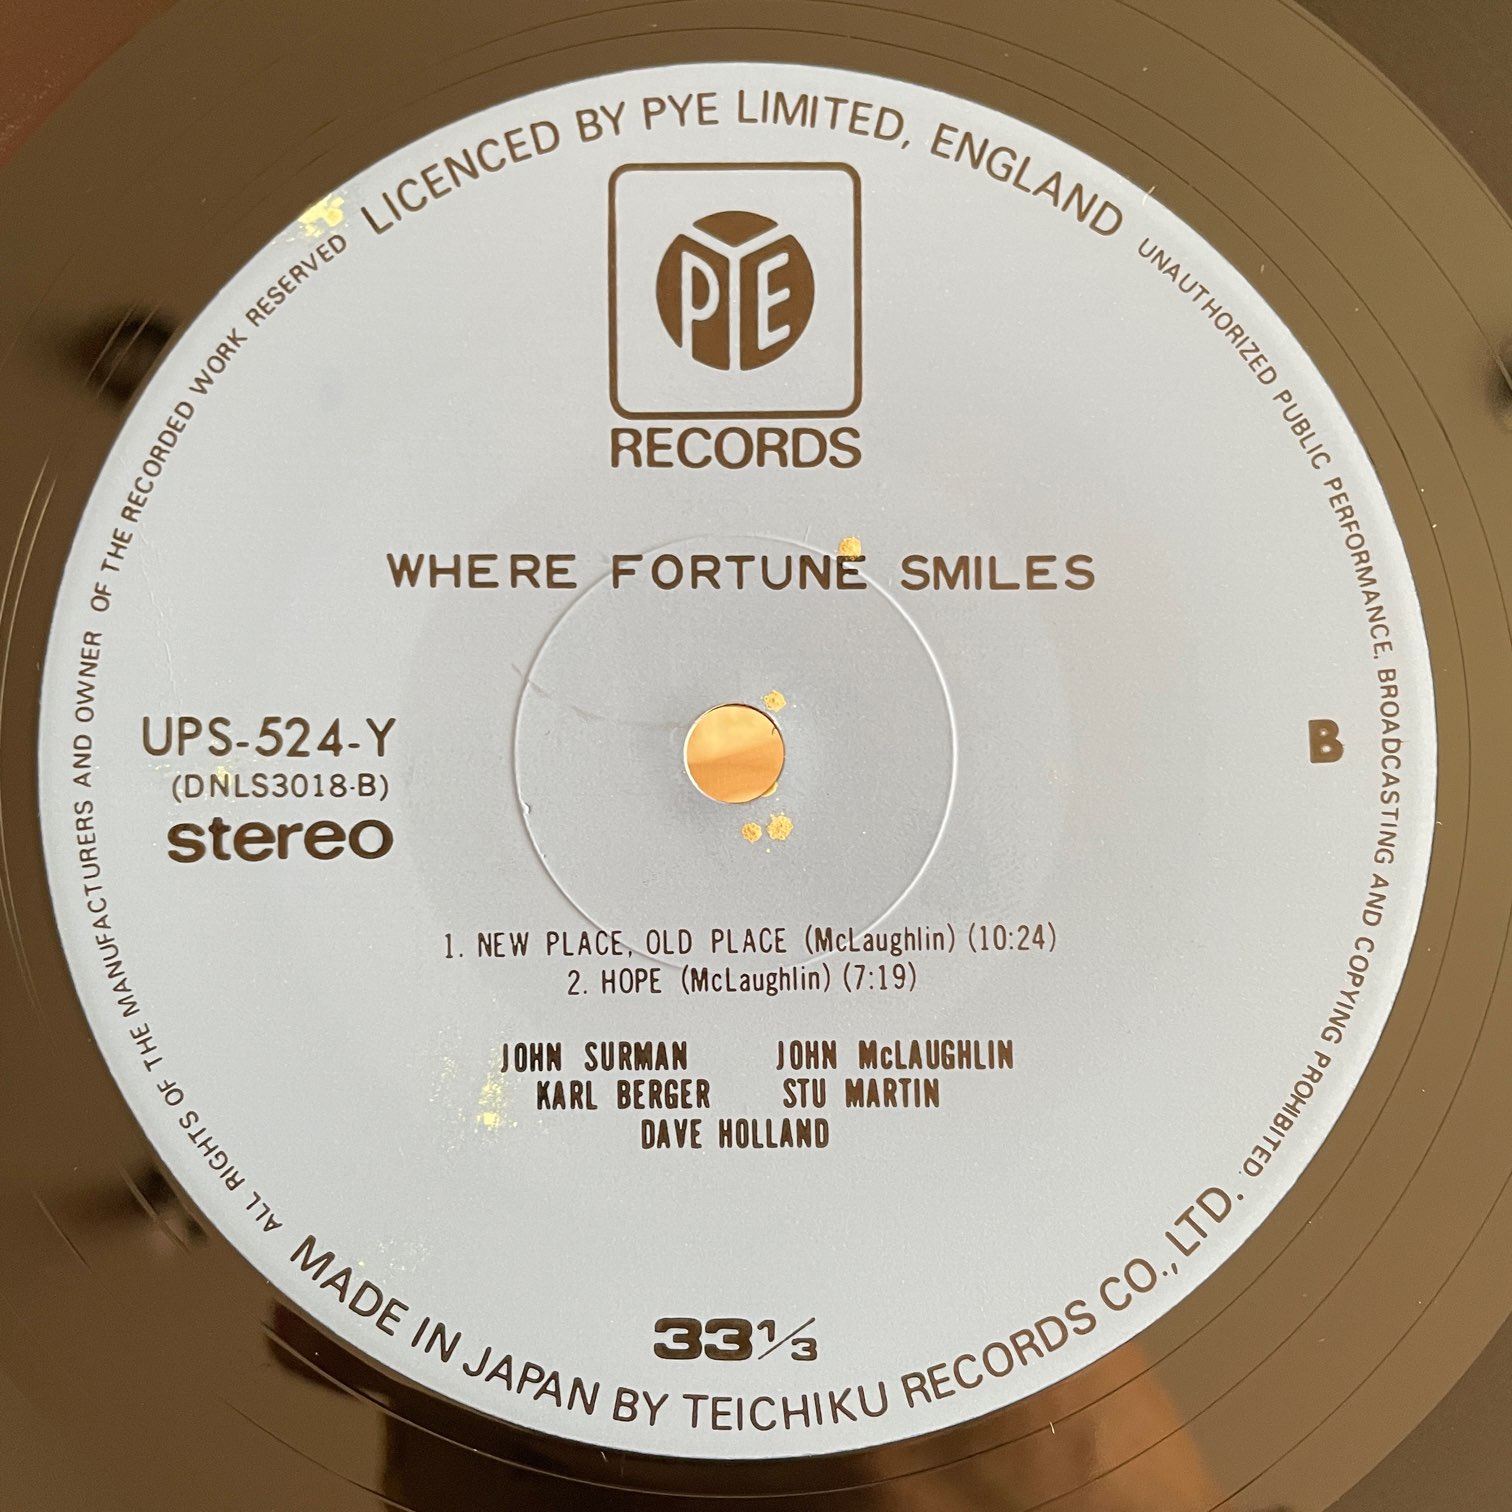 LICENCED BY PYE LIMITED, ENGLAND
UNAUTHORIZED PUBLIC PERFORMANCE, BROADCASTING AND COPYING PROHIBITED
PYE
RECORDS
WHERE FORTUNE SMILES
UPS-524-Y
(DNLS3018-B)
stereo
B
1. NEW PLACE, OLD PLACE (McLaughlin) (10:24)
2. HOPE (McLaughlin) (7:19)
JOHN SURMAN JOHN McLAUGHLIN
KARL BERGER STU MARTIN
DAVE HOLLAND
33 1/3
ALL RIGHTS OF THE MANUFACTURERS AND OWNER OF THE RECORDED WORK RESERVED
MADE IN JAPAN BY TEICHIKU RECORDS CO., LTD.